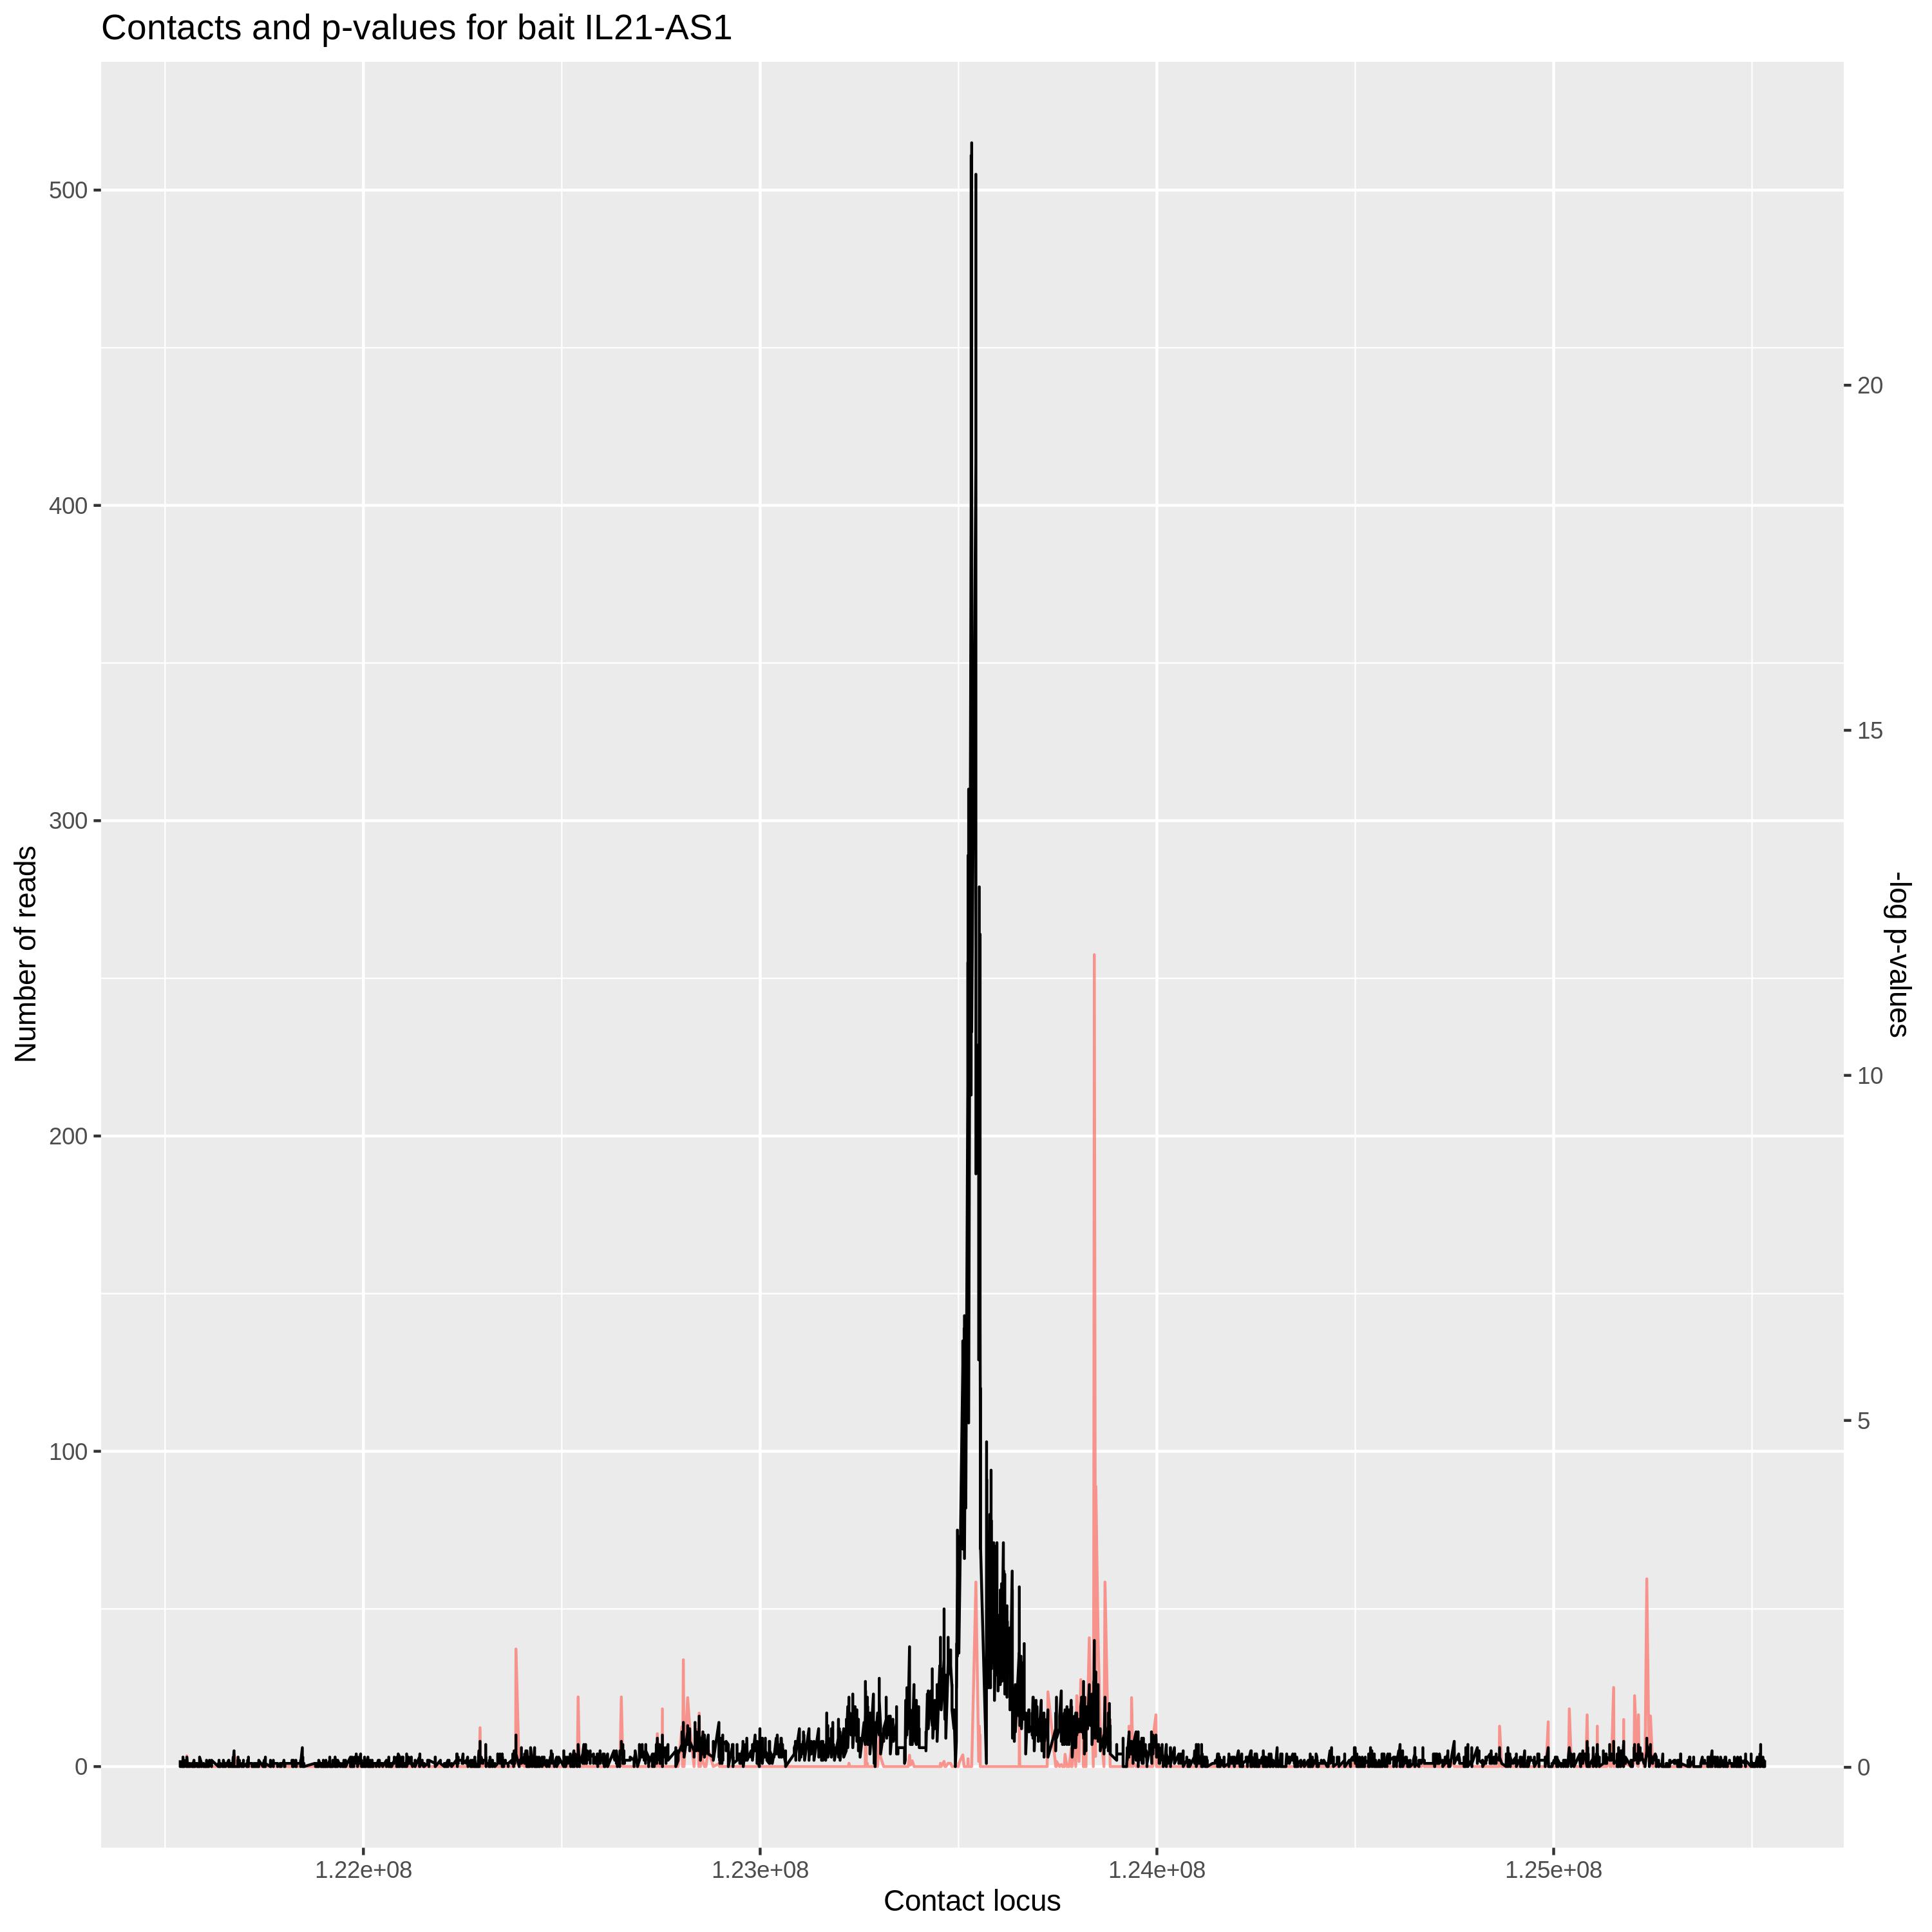 Contacts and p-values for bait IL21-AS1
500
400
300
200
100
0
Number of reads
20
15
10
5
0
-log p-values
1.22e+08
1.23e+08
1.24e+08
1.25e+08
Contact locus